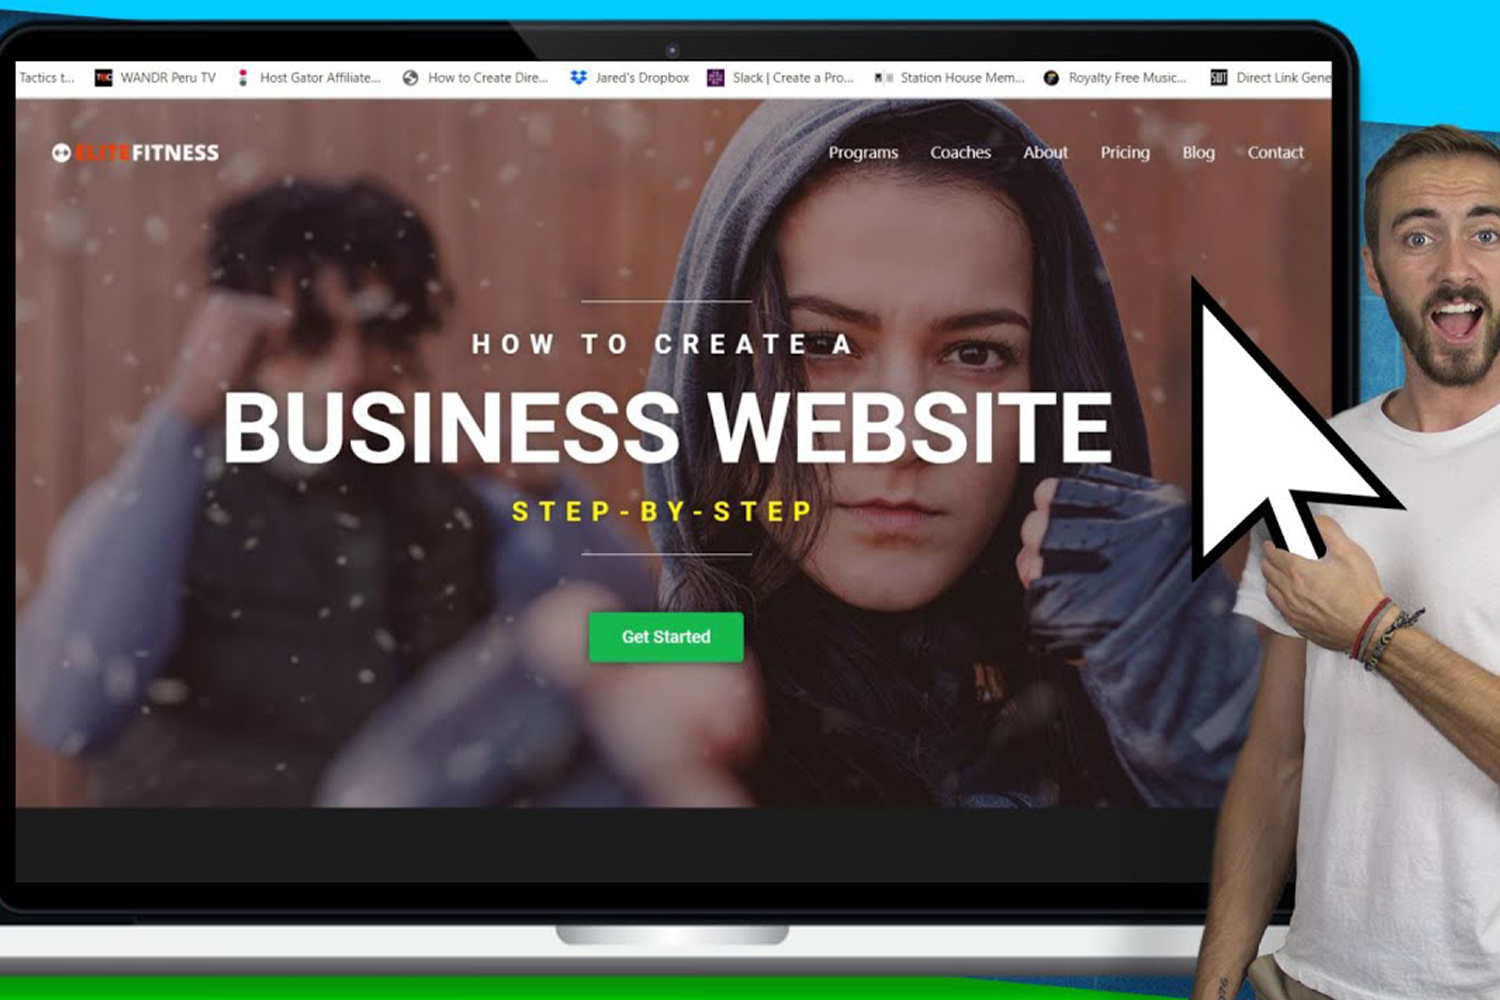 Tactics t... WANDR Peru TV Host Gator Affiliate... How to Create Dire... Jared's Dropbox Slack | Create a Pro... Station House Mem... Royalty Free Music... Direct Link Gene
ELITEFITNESS Programs Coaches About Pricing Blog Contact
HOW TO CREATE A
BUSINESS WEBSITE
STEP-BY-STEP
Get Started